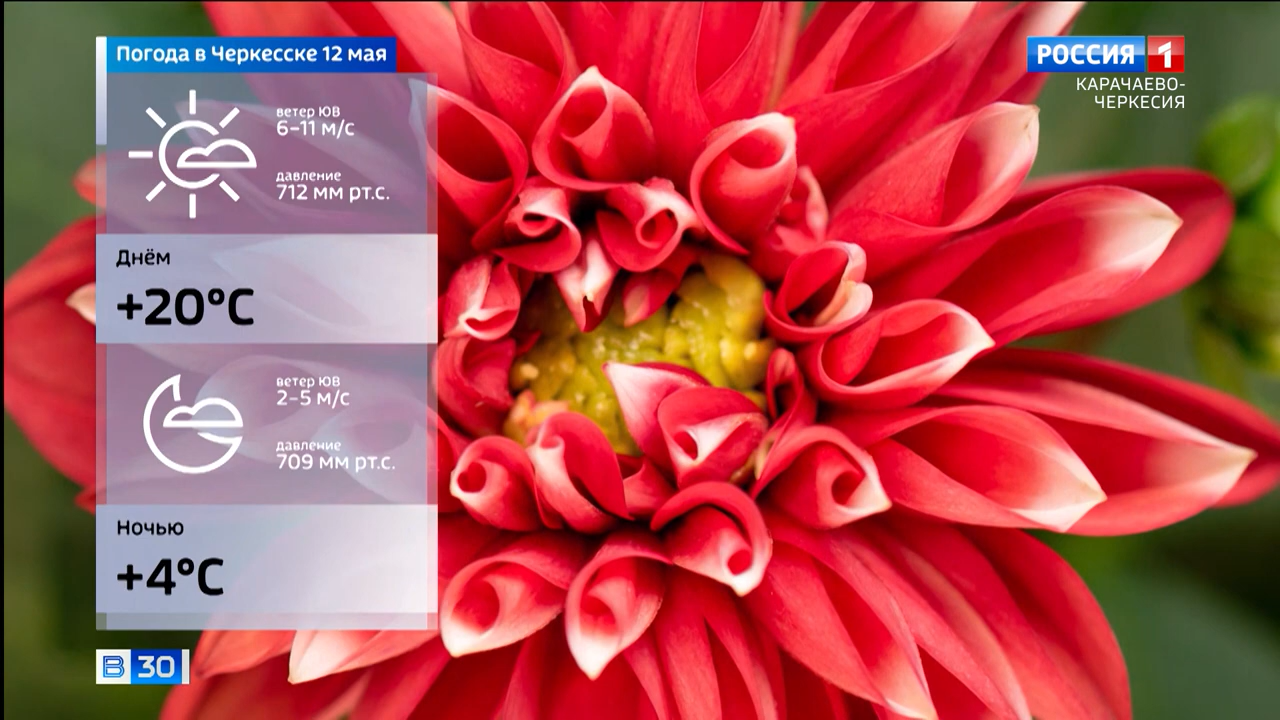 Погода в Черкесске 12 мая
РОССИЯ 1
КАРАЧАЕВО-
ЧЕРКЕСИЯ
ветер ЮВ
6-11 м/с
давление
712 мм рт.с.
Днём
+20°C
ветер ЮВ
2-5 м/с
давление
709 мм рт.с.
Ночью
+4°C
В 30